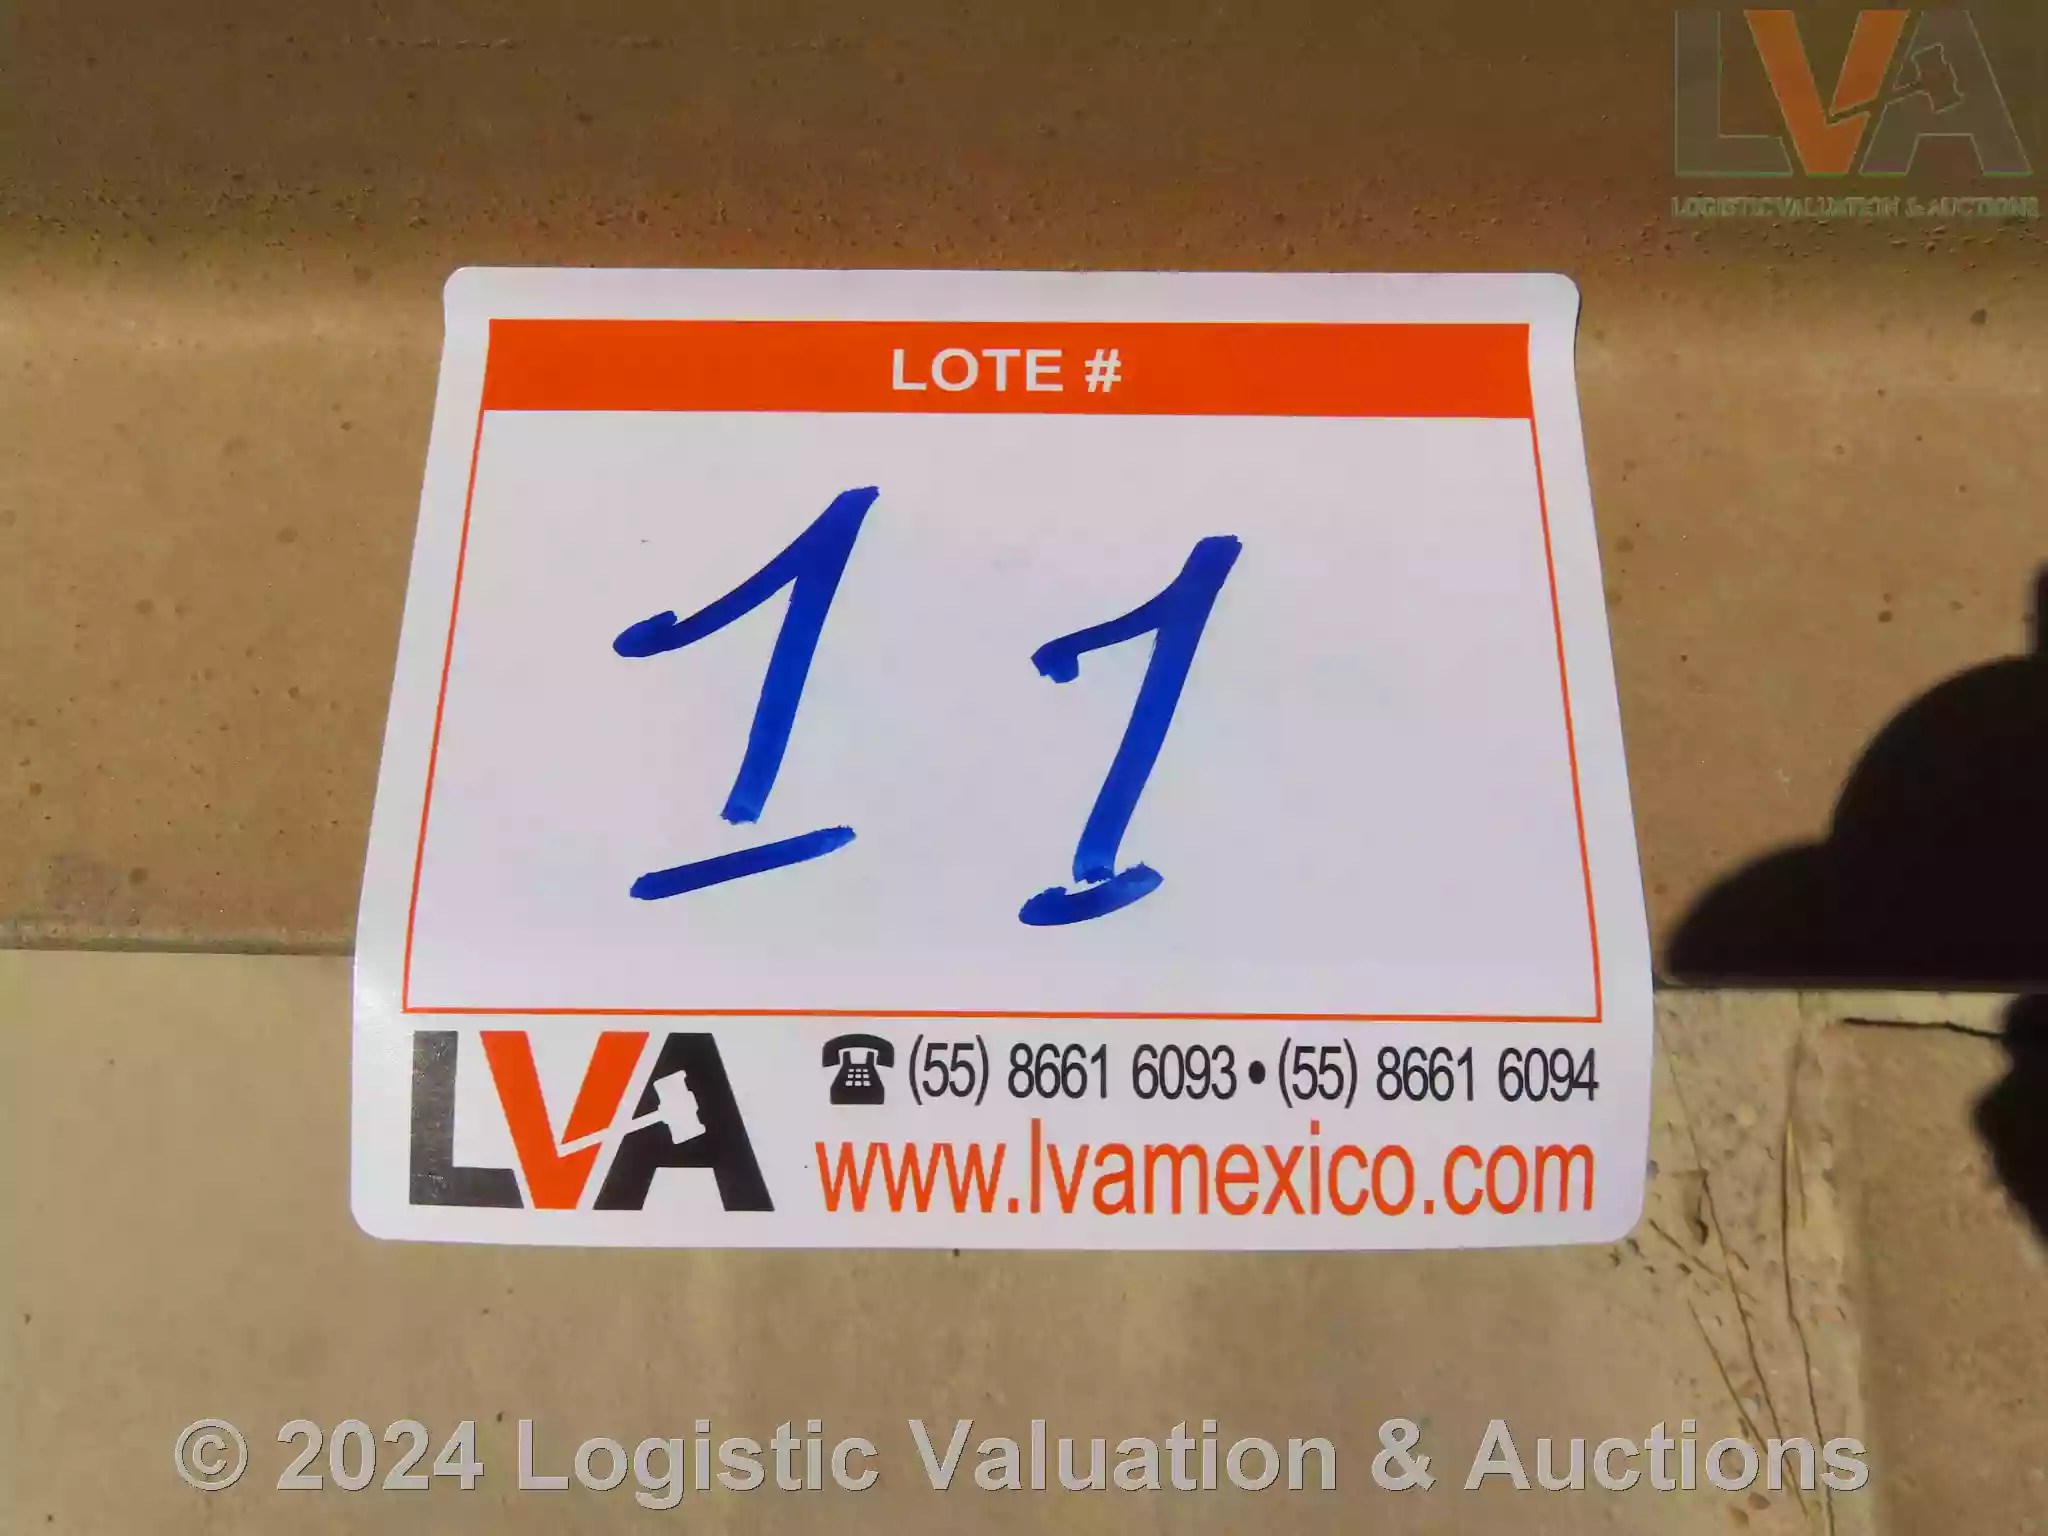 LVA
LOGISTIC VALUATION & AUCTIONS
LOTE #
11
LVA
(55) 8661 6093 • (55) 8661 6094
www.lvamexico.com
© 2024 Logistic Valuation & Auctions